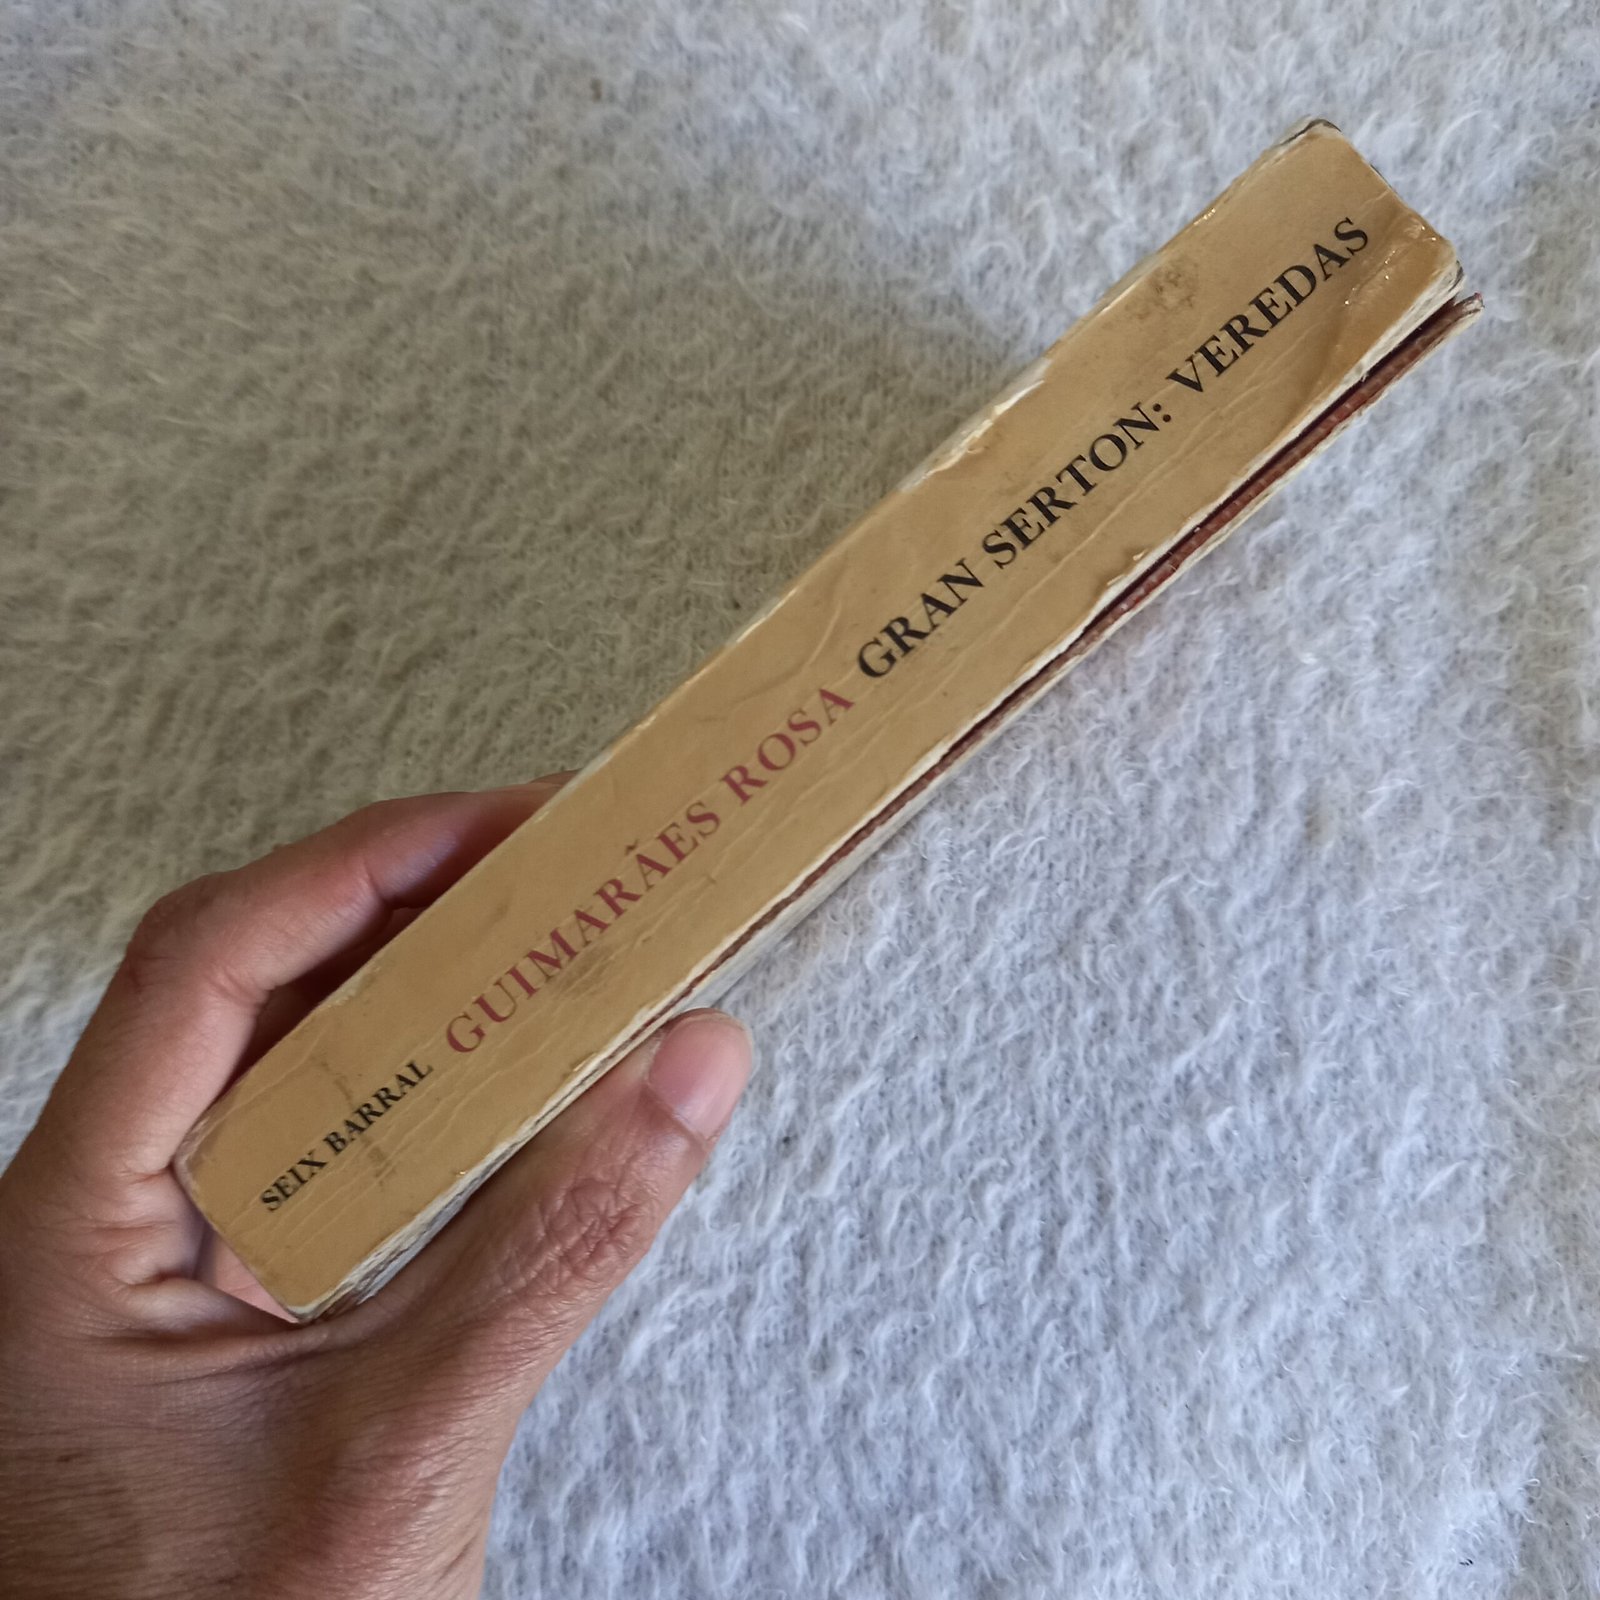 SEIX BARRAL GUIMARÃES ROSA GRAN SERTON: VEREDAS